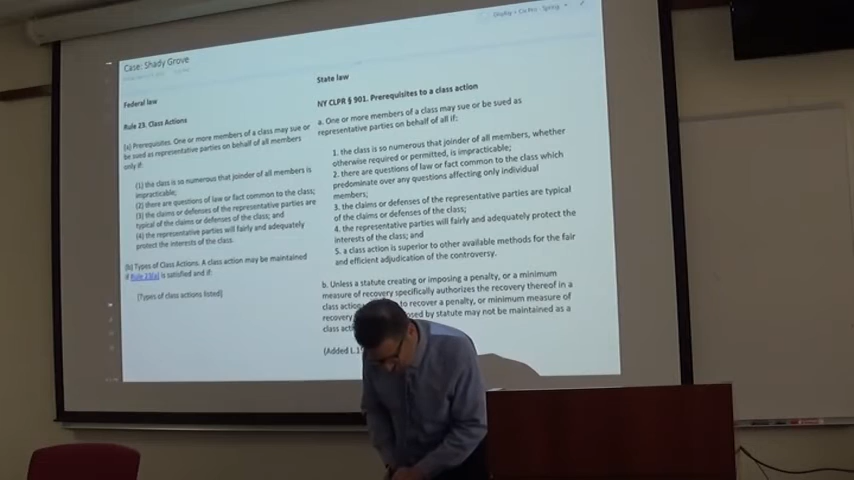 Case: Shady Grove
Federal law
Rule 23. Class Actions
(a) Prerequisites. One or more members of a class may sue or
be sued as representative parties on behalf of all members
only if:
(1) the class is so numerous that joinder of all members is
impracticable;
(2) there are questions of law or fact common to the class;
(3) the claims or defenses of the representative parties are
typical of the claims or defenses of the class; and
(4) the representative parties will fairly and adequately
protect the interests of the class.
(b) Types of Class Actions. A class action may be maintained
if Rule 23(a) is satisfied and if:
[Types of class actions listed]
State law
NY CLPR § 901. Prerequisites to a class action
a. One or more members of a class may sue or be sued as
representative parties on behalf of all if:
1. the class is so numerous that joinder of all members, whether
otherwise required or permitted, is impracticable;
2. there are questions of law or fact common to the class which
predominate over any questions affecting only individual
members;
3. the claims or defenses of the representative parties are typical
of the claims or defenses of the class;
4. the representative parties will fairly and adequately protect the
interests of the class; and
5. a class action is superior to other available methods for the fair
and efficient adjudication of the controversy.
b. Unless a statute creating or imposing a penalty, or a minimum
measure of recovery specifically authorizes the recovery thereof in a
class action to recover a penalty, or minimum measure of
recovery by statute may not be maintained as a
class
(Added L.